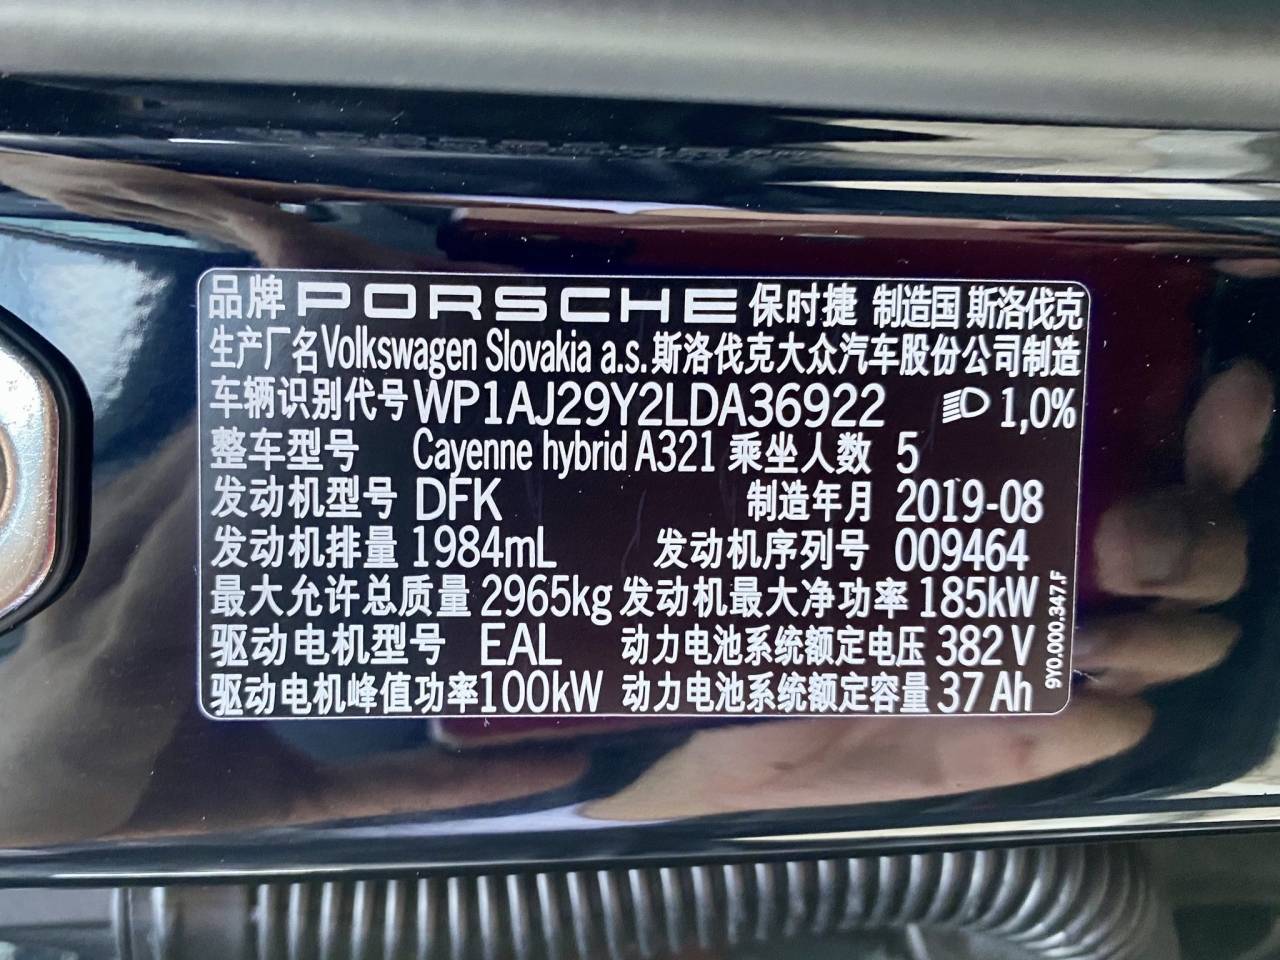 品牌 PORSCHE 保时捷 制造国 斯洛伐克
生产厂名 Volkswagen Slovakia a.s. 斯洛伐克大众汽车股份公司制造
车辆识别代号 WP1AJ29Y2LDA36922 1,0%
整车型号 Cayenne hybrid A321 乘坐人数 5
发动机型号 DFK 制造年月 2019-08
发动机排量 1984mL 发动机序列号 009464
最大允许总质量 2965kg 发动机最大净功率 185kW
驱动电机型号 EAL 动力电池系统额定电压 382 V
驱动电机峰值功率 100kW 动力电池系统额定容量 37 Ah
9Y0.000.347.F